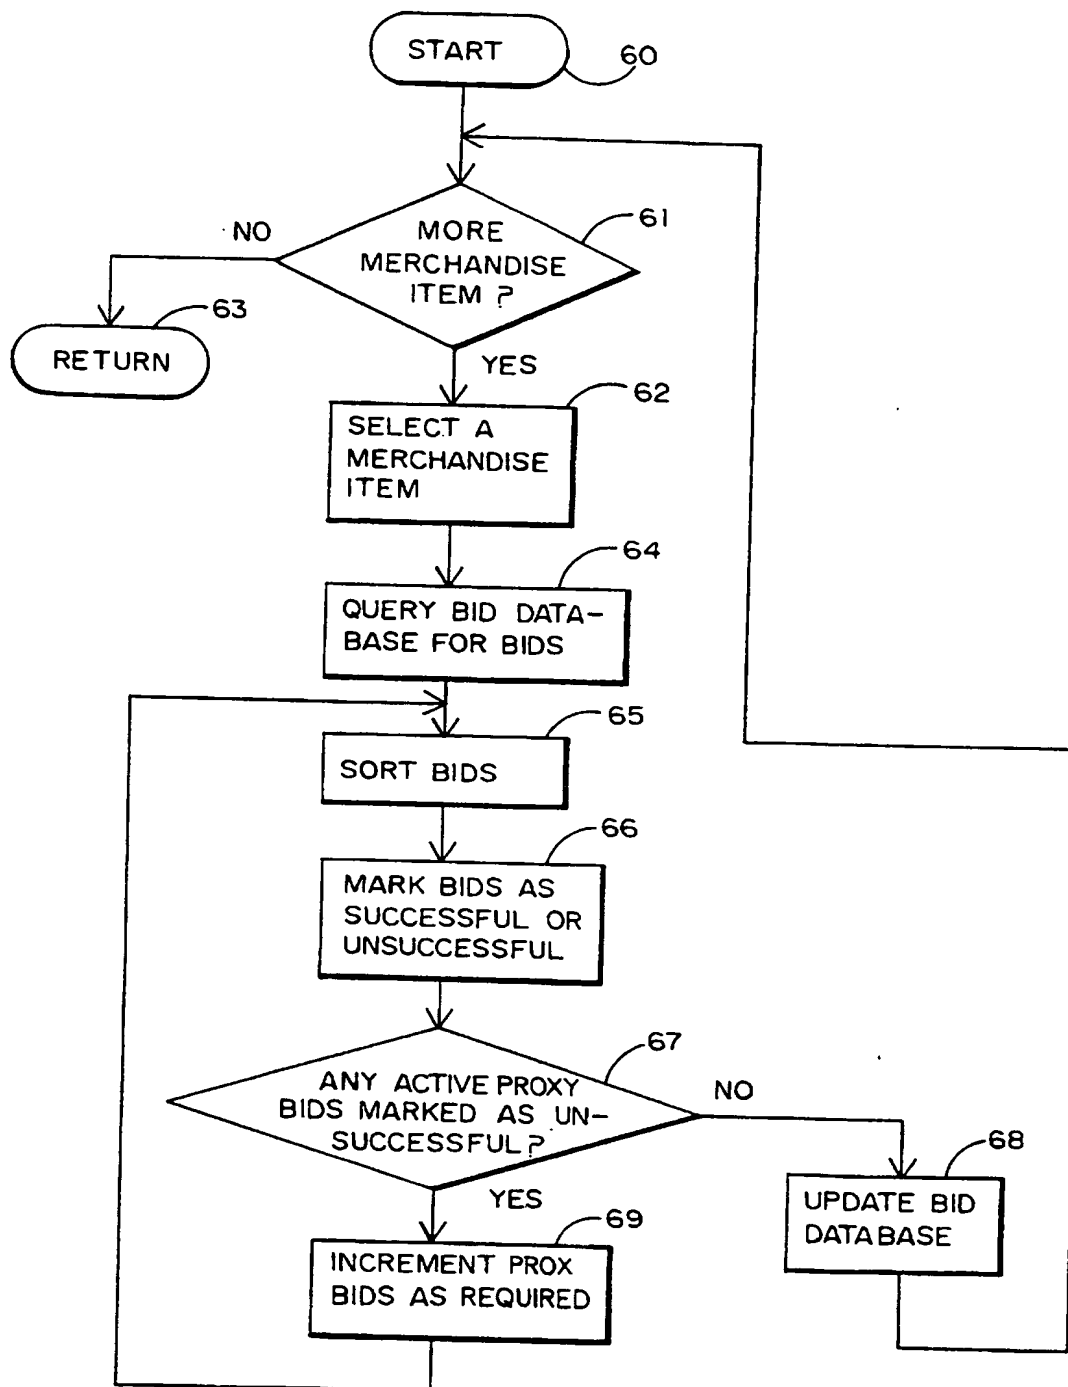 START
60
NO
MORE
MERCHANDISE
ITEM ?
61
63
RETURN
YES
62
SELECT A
MERCHANDISE
ITEM
64
QUERY BID DATA-
BASE FOR BIDS
65
SORT BIDS
66
MARK BIDS AS
SUCCESSFUL OR
UNSUCCESSFUL
67
ANY ACTIVE PROXY
BIDS MARKED AS UN-
SUCCESSFUL?
NO
68
UPDATE BID
DATABASE
YES
69
INCREMENT PROX
BIDS AS REQUIRED